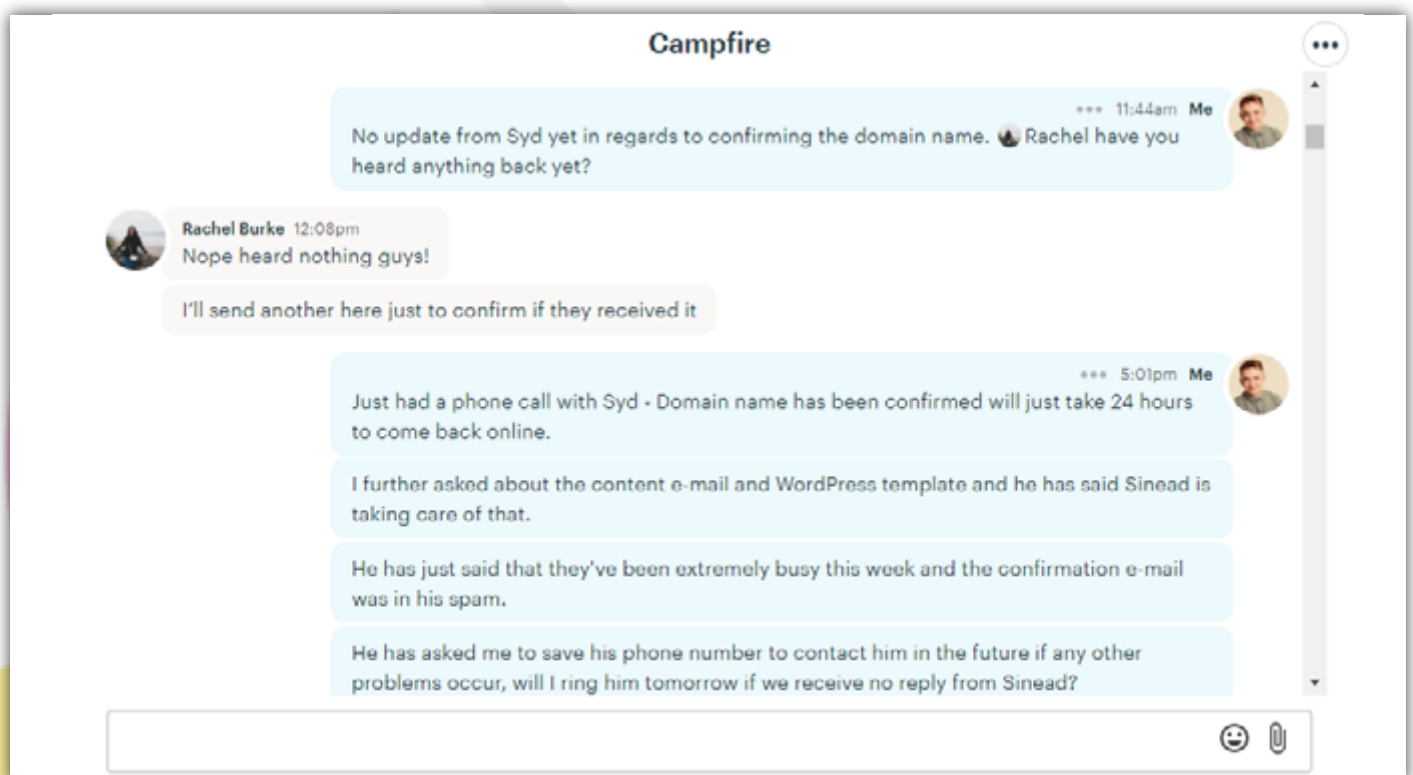 Campfire
11:44am Me
No update from Syd yet in regards to confirming the domain name. Rachel have you
heard anything back yet?
Rachel Burke 12:08pm
Nope heard nothing guys!
I'll send another here just to confirm if they received it
5:01pm Me
Just had a phone call with Syd - Domain name has been confirmed will just take 24 hours
to come back online.
I further asked about the content e-mail and WordPress template and he has said Sinead is
taking care of that.
He has just said that they've been extremely busy this week and the confirmation e-mail
was in his spam.
He has asked me to save his phone number to contact him in the future if any other
problems occur, will I ring him tomorrow if we receive no reply from Sinead?